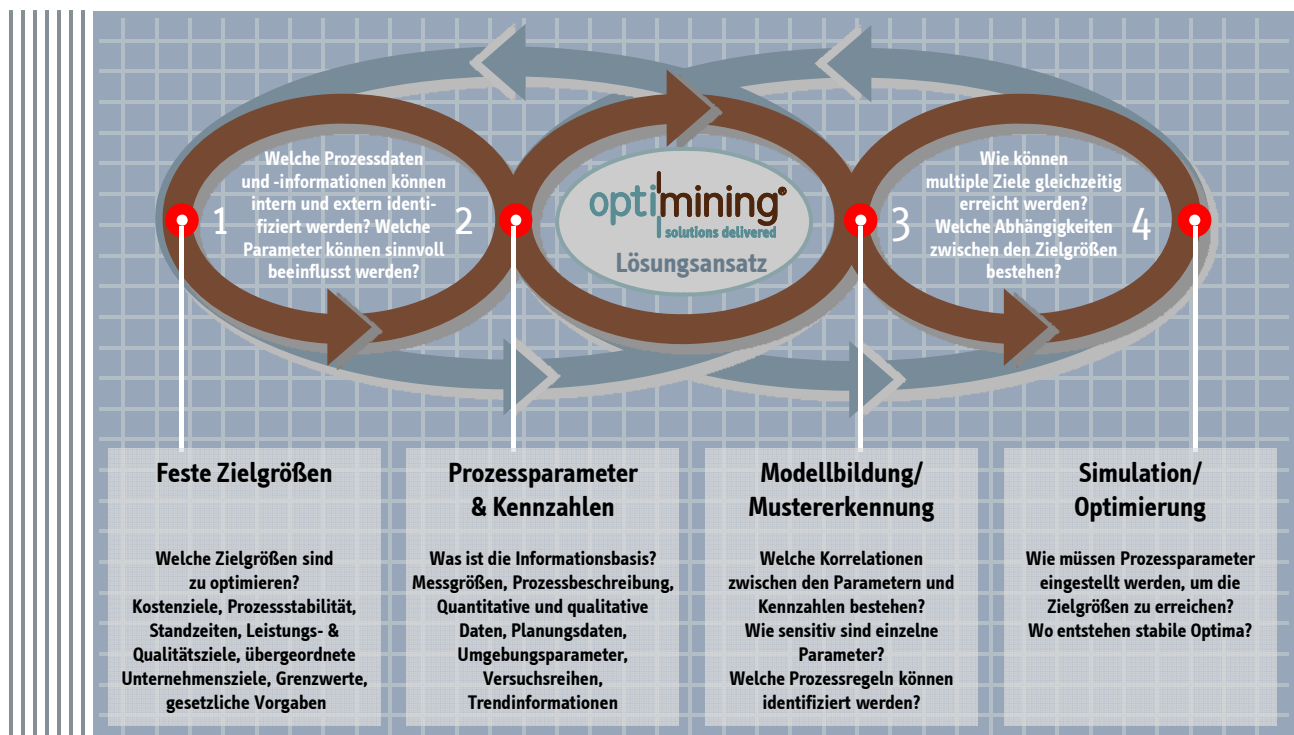 Welche Prozessdaten
und -informationen können
intern und extern identi-
fiziert werden? Welche
Parameter können sinnvoll
beeinflusst werden?
1
2
optimining®
solutions delivered
Lösungsansatz
3
Wie können
multiple Ziele gleichzeitig
erreicht werden?
Welche Abhängigkeiten
zwischen den Zielgrößen
bestehen?
4
Feste Zielgrößen
Welche Zielgrößen sind
zu optimieren?
Kostenziele, Prozessstabilität,
Standzeiten, Leistungs- &
Qualitätsziele, übergeordnete
Unternehmensziele, Grenzwerte,
gesetzliche Vorgaben
Prozessparameter
& Kennzahlen
Was ist die Informationsbasis?
Messgrößen, Prozessbeschreibung,
Quantitative und qualitative
Daten, Planungsdaten,
Umgebungsparameter,
Versuchsreihen,
Trendinformationen
Modellbildung/
Mustererkennung
Welche Korrelationen
zwischen den Parametern und
Kennzahlen bestehen?
Wie sensitiv sind einzelne
Parameter?
Welche Prozessregeln können
identifiziert werden?
Simulation/
Optimierung
Wie müssen Prozessparameter
eingestellt werden, um die
Zielgrößen zu erreichen?
Wo entstehen stabile Optima?